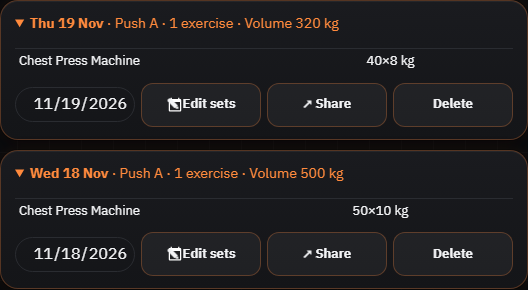 ▼ Thu 19 Nov · Push A · 1 exercise · Volume 320 kg
Chest Press Machine 40×8 kg
11/19/2026 Edit sets ↗ Share Delete
▼ Wed 18 Nov · Push A · 1 exercise · Volume 500 kg
Chest Press Machine 50×10 kg
11/18/2026 Edit sets ↗ Share Delete